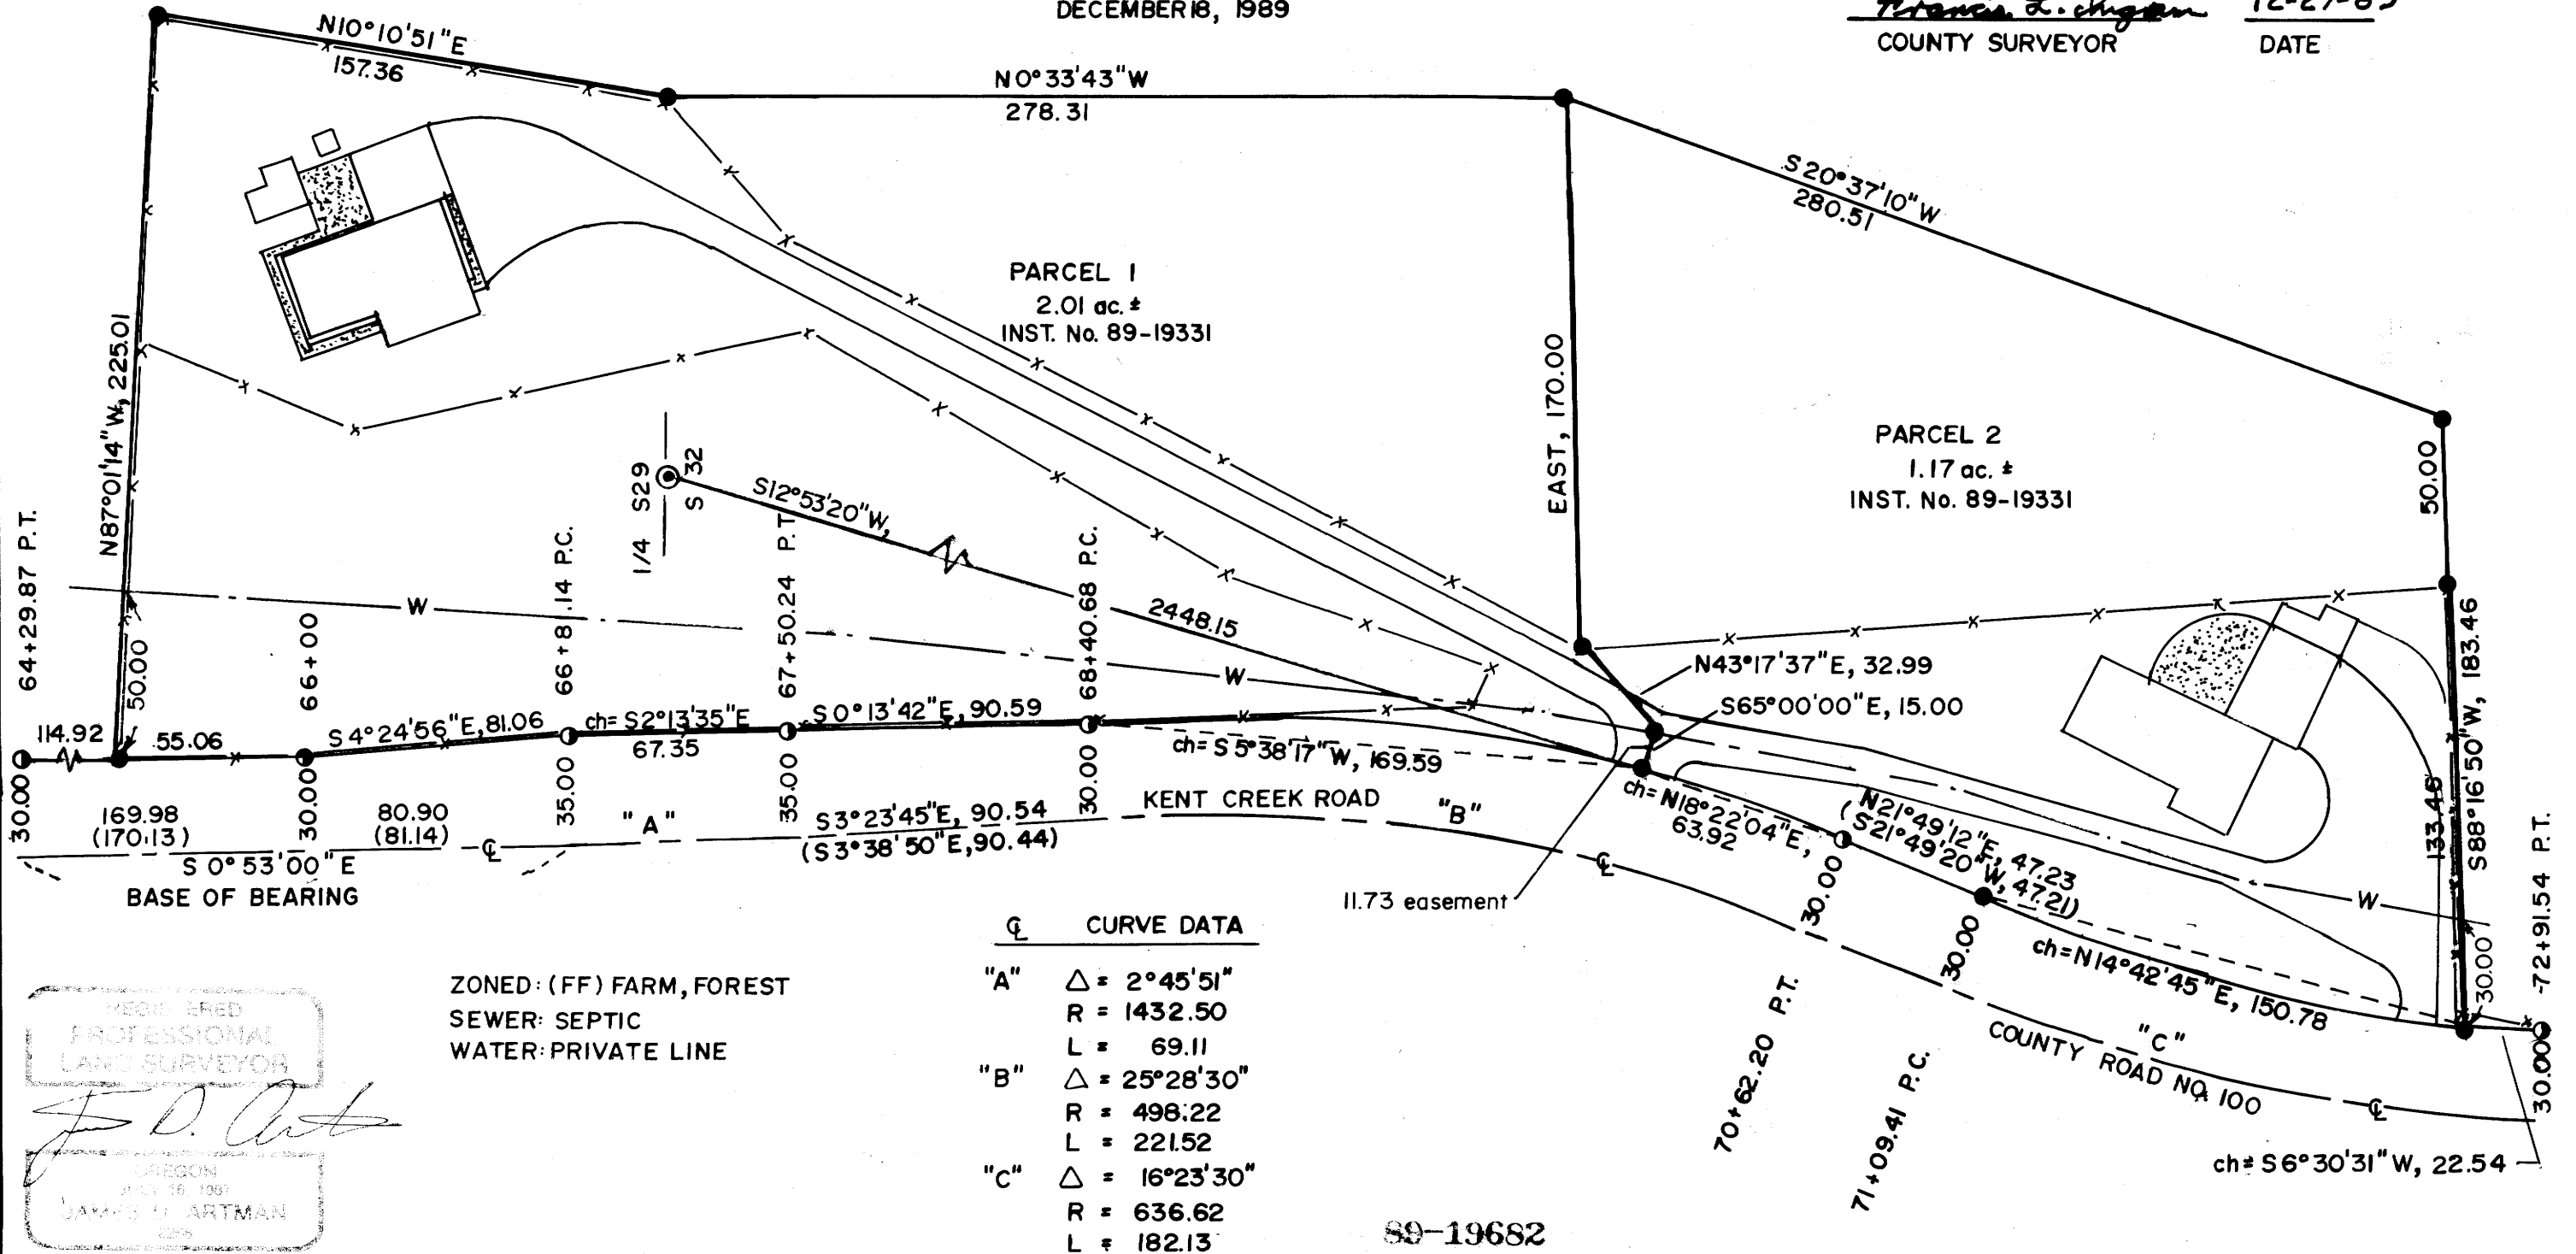 DECEMBER 18, 1989
12-27-89
COUNTY SURVEYOR DATE
N10°10'51"E
157.36
N0°33'43"W
278.31
S20°37'10"W
280.51
PARCEL 1
2.01 ac.±
INST. No. 89-19331
N87°01'14"W, 225.01
EAST, 170.00
PARCEL 2
1.17 ac.±
INST. No. 89-19331
50.00
1/4 S29
S 32
S12°53'20"W,
2448.15
64+29.87 P.T.
66+00
66+81.14 P.C.
67+50.24 P.T.
68+40.68 P.C.
W
W
50.00
N43°17'37"E, 32.99
S65°00'00"E, 15.00
S88°16'50"W, 183.46
133.46
114.92
55.06
S4°24'56"E, 81.06
ch= S2°13'35"E
67.35
S0°13'42"E, 90.59
ch= S5°38'17"W, 169.59
30.00
30.00
35.00
35.00
30.00
169.98
(170.13)
80.90
(81.14)
"A"
S3°23'45"E, 90.54
(S3°38'50"E, 90.44)
KENT CREEK ROAD
"B"
℄
S0°53'00"E
BASE OF BEARING
℄
ch= N18°22'04"E,
63.92
N21°49'12"E, 47.23
(S21°49'20"W, 47.21)
11.73 easement
30.00
30.00
W
ch=N14°42'45"E, 150.78
30.00
-72+91.54 P.T.
30.00
70+62.20 P.T.
71+09.41 P.C.
"C"
COUNTY ROAD NO. 100
℄
ch= S6°30'31"W, 22.54
℄ CURVE DATA
"A" △ = 2°45'51"
R = 1432.50
L = 69.11
"B" △ = 25°28'30"
R = 498.22
L = 221.52
"C" △ = 16°23'30"
R = 636.62
L = 182.13
ZONED: (FF) FARM, FOREST
SEWER: SEPTIC
WATER: PRIVATE LINE
REGISTERED
PROFESSIONAL
LAND SURVEYOR
OREGON
JAMES D. ARTMAN
89-19682